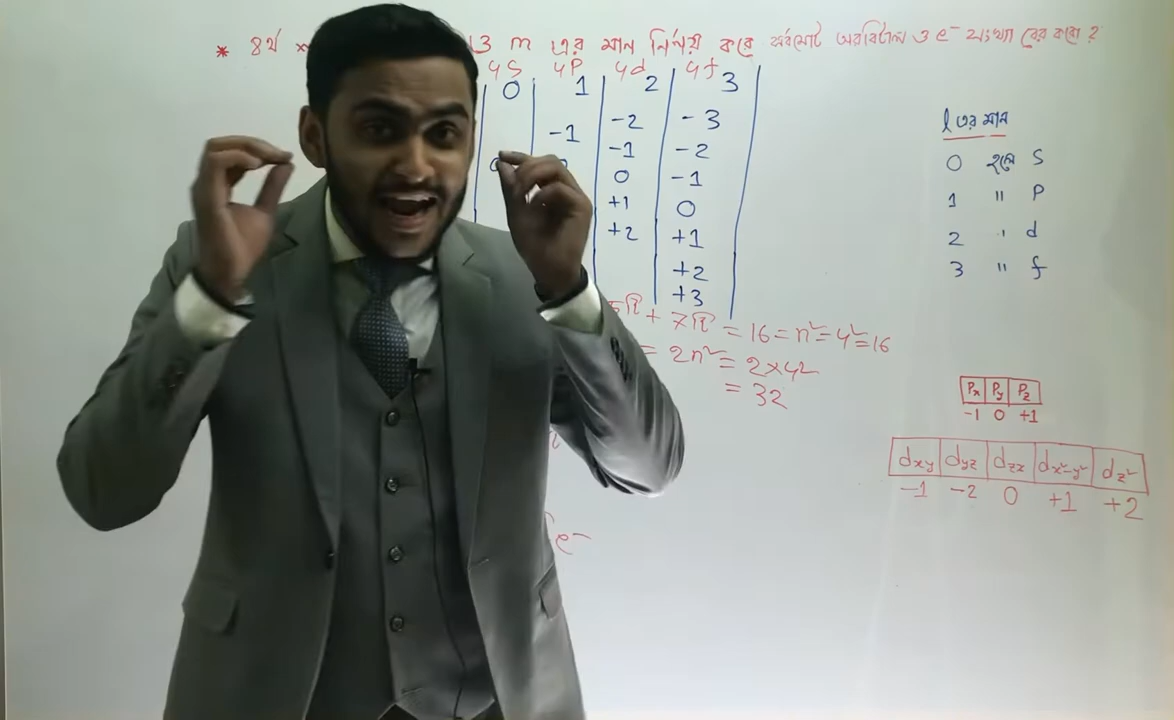 * ৪র্থ ও m এর মান নির্ণয় করে সর্বমোট অরবিটাল ও e⁻ সংখ্যা বের করো ?
4s 4p 4d 4f
0 1 2 3
-1 -2 -3
-1 -2
0 -1
+1 0
+2 +1
+2
+3
5টি + 7টি = 16 = n² = 4² = 16
= 2n² = 2×4²
= 32
e⁻
l এর মান
0 হলে s
1 " p
2 ' d
3 " f
Px Py Pz
-1 0 +1
dxy dyz dzx dx²-y² dz²
-1 -2 0 +1 +2